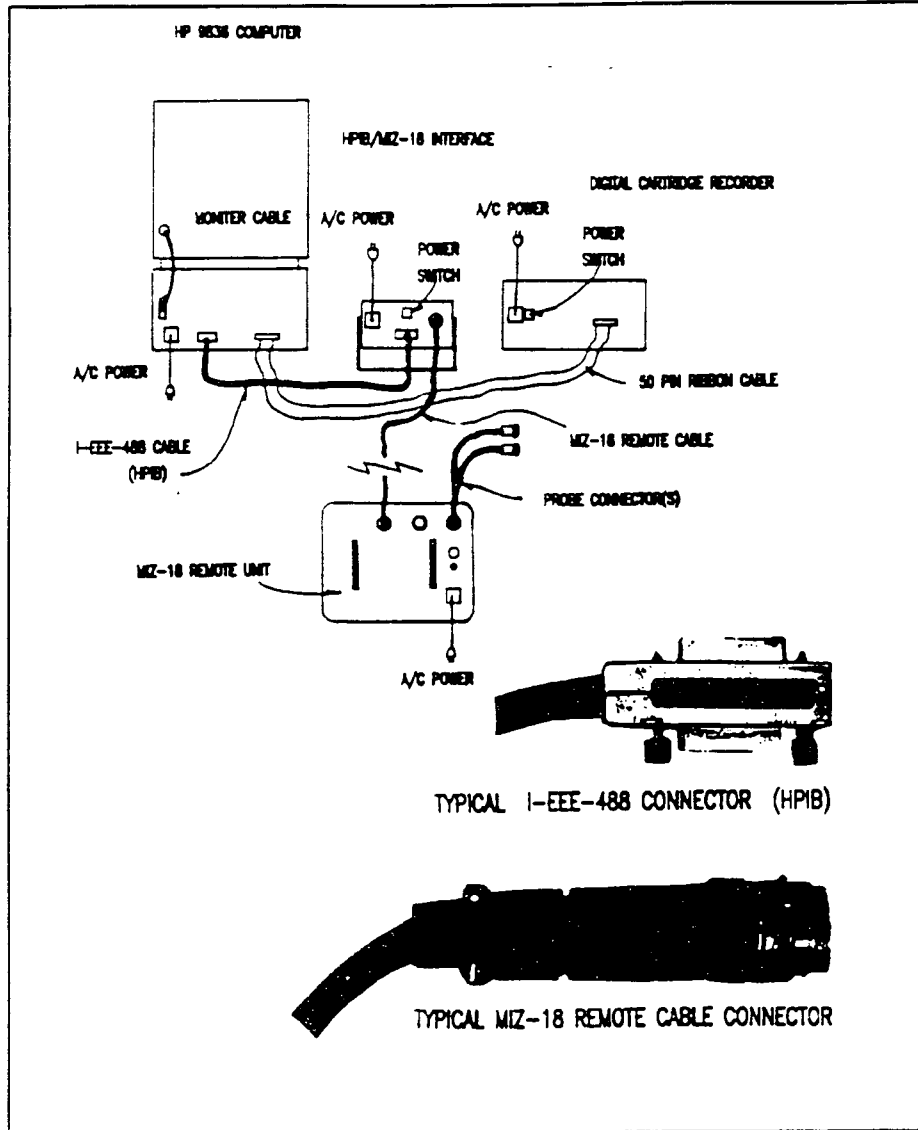 HP 9836 COMPUTER
HPIB/MIZ-18 INTERFACE
DIGITAL CARTRIDGE RECORDER
MONITER CABLE
A/C POWER
A/C POWER
POWER
SWITCH
POWER
SWITCH
A/C POWER
50 PIN RIBBON CABLE
I-EEE-488 CABLE
(HPIB)
MIZ-18 REMOTE CABLE
PROBE CONNECTOR(S)
MIZ-18 REMOTE UNIT
A/C POWER
TYPICAL I-EEE-488 CONNECTOR (HPIB)
TYPICAL MIZ-18 REMOTE CABLE CONNECTOR